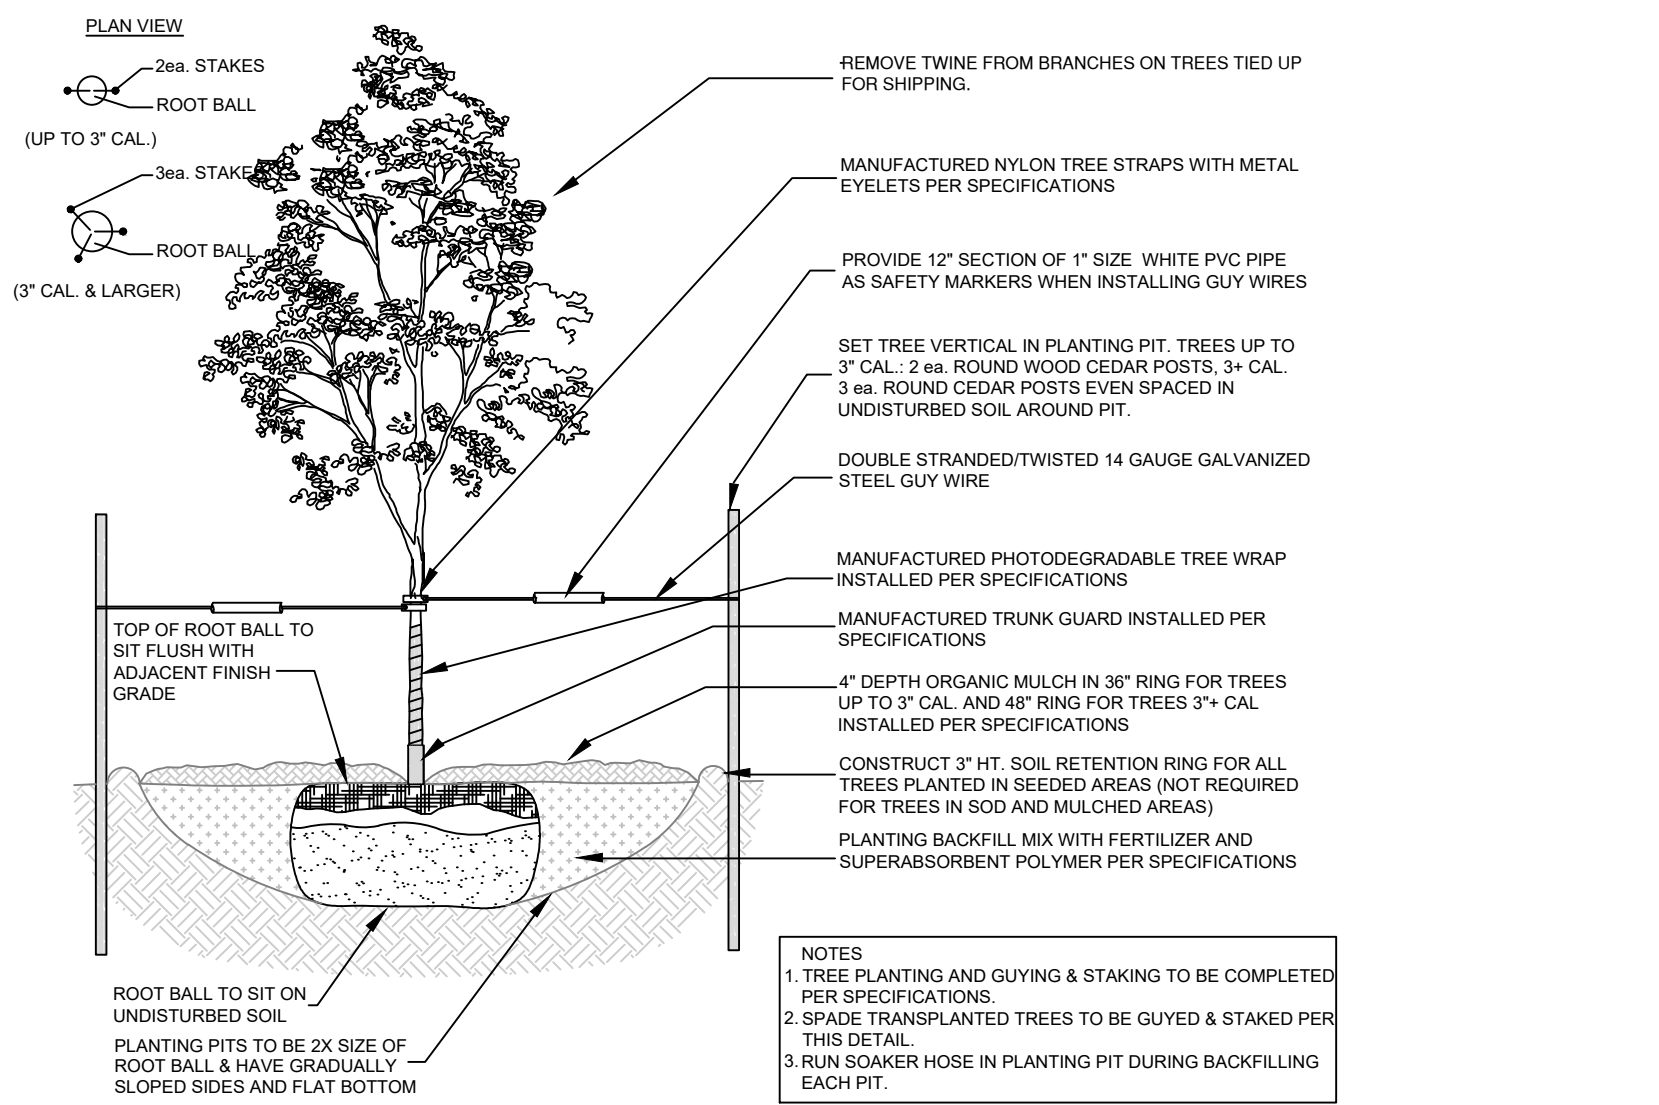 PLAN VIEW
2ea. STAKES
ROOT BALL
(UP TO 3" CAL.)
3ea. STAKES
ROOT BALL
(3" CAL. & LARGER)
REMOVE TWINE FROM BRANCHES ON TREES TIED UP
FOR SHIPPING.
MANUFACTURED NYLON TREE STRAPS WITH METAL
EYELETS PER SPECIFICATIONS
PROVIDE 12" SECTION OF 1" SIZE WHITE PVC PIPE
AS SAFETY MARKERS WHEN INSTALLING GUY WIRES
SET TREE VERTICAL IN PLANTING PIT. TREES UP TO
3" CAL.: 2 ea. ROUND WOOD CEDAR POSTS, 3+ CAL.
3 ea. ROUND CEDAR POSTS EVEN SPACED IN
UNDISTURBED SOIL AROUND PIT.
DOUBLE STRANDED/TWISTED 14 GAUGE GALVANIZED
STEEL GUY WIRE
MANUFACTURED PHOTODEGRADABLE TREE WRAP
INSTALLED PER SPECIFICATIONS
MANUFACTURED TRUNK GUARD INSTALLED PER
SPECIFICATIONS
4" DEPTH ORGANIC MULCH IN 36" RING FOR TREES
UP TO 3" CAL. AND 48" RING FOR TREES 3"+ CAL
INSTALLED PER SPECIFICATIONS
CONSTRUCT 3" HT. SOIL RETENTION RING FOR ALL
TREES PLANTED IN SEEDED AREAS (NOT REQUIRED
FOR TREES IN SOD AND MULCHED AREAS)
PLANTING BACKFILL MIX WITH FERTILIZER AND
SUPERABSORBENT POLYMER PER SPECIFICATIONS
TOP OF ROOT BALL TO
SIT FLUSH WITH
ADJACENT FINISH
GRADE
ROOT BALL TO SIT ON
UNDISTURBED SOIL
PLANTING PITS TO BE 2X SIZE OF
ROOT BALL & HAVE GRADUALLY
SLOPED SIDES AND FLAT BOTTOM
NOTES
1. TREE PLANTING AND GUYING & STAKING TO BE COMPLETED
PER SPECIFICATIONS.
2. SPADE TRANSPLANTED TREES TO BE GUYED & STAKED PER
THIS DETAIL.
3. RUN SOAKER HOSE IN PLANTING PIT DURING BACKFILLING
EACH PIT.